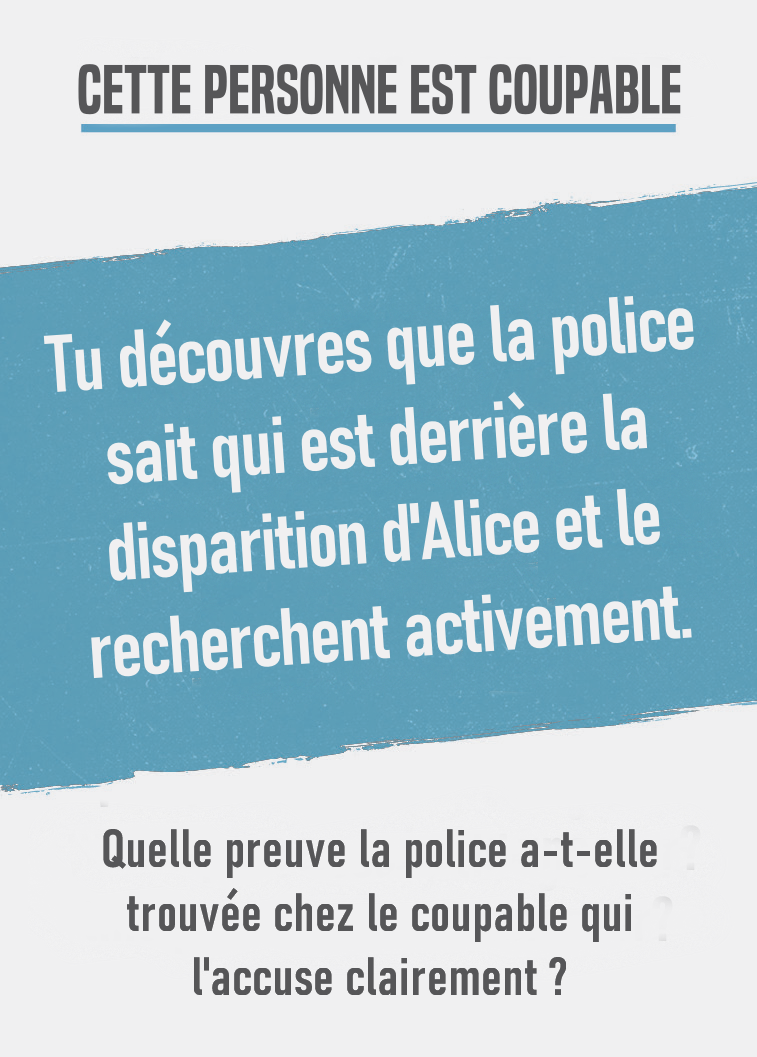 CETTE PERSONNE EST COUPABLE
Tu découvres que la police
sait qui est derrière la
disparition d'Alice et le
recherchent activement.
Quelle preuve la police a-t-elle
trouvée chez le coupable qui
l'accuse clairement ?